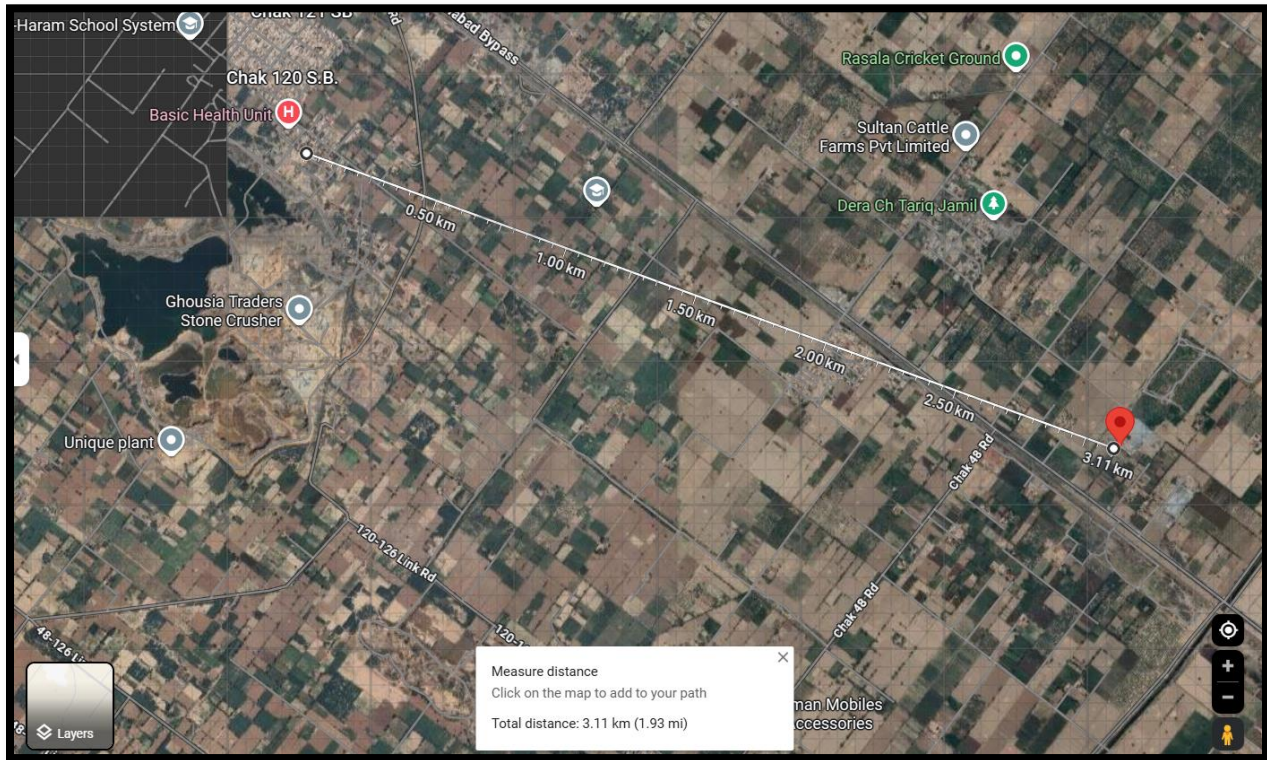 Haram School System
Chak 121 SB
Rd
abad Bypass
Chak 120 S.B.
Basic Health Unit
H
Rasala Cricket Ground
Sultan Cattle
Farms Pvt Limited
Dera Ch Tariq Jamil
0.50 km
1.00 km
1.50 km
2.00 km
2.50 km
3.11 km
Ghousia Traders
Stone Crusher
Unique plant
Chak 48 Rd
120-126 Link Rd
Chak 48 Rd
48-126 Li
120-1
48-
Measure distance
Click on the map to add to your path
Total distance: 3.11 km (1.93 mi)
man Mobiles
ccessories
Layers